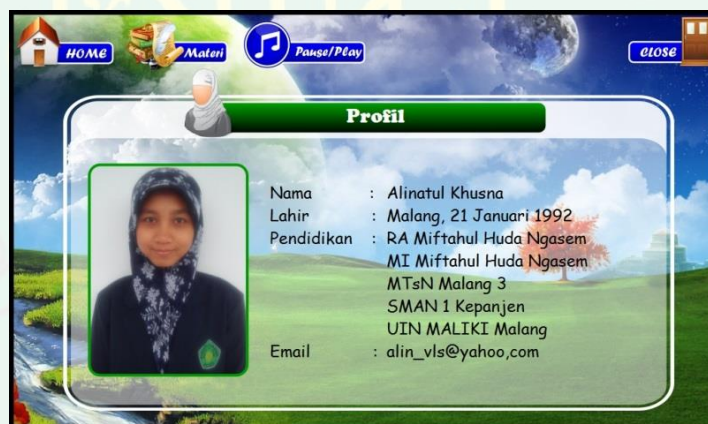 HOME
Materi
Pause/Play
CLOSE
Profil
Nama : Alinatul Khusna
Lahir : Malang, 21 Januari 1992
Pendidikan : RA Miftahul Huda Ngasem
MI Miftahul Huda Ngasem
MTsN Malang 3
SMAN 1 Kepanjen
UIN MALIKI Malang
Email : alin_vls@yahoo,com